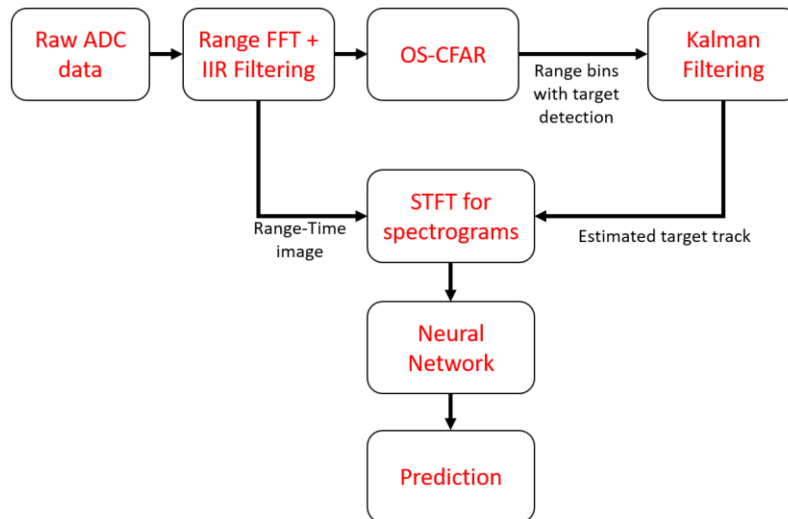 Raw ADC
data
Range FFT +
IIR Filtering
OS-CFAR
Range bins
with target
detection
Kalman
Filtering
STFT for
spectrograms
Range-Time
image
Estimated target track
Neural
Network
Prediction